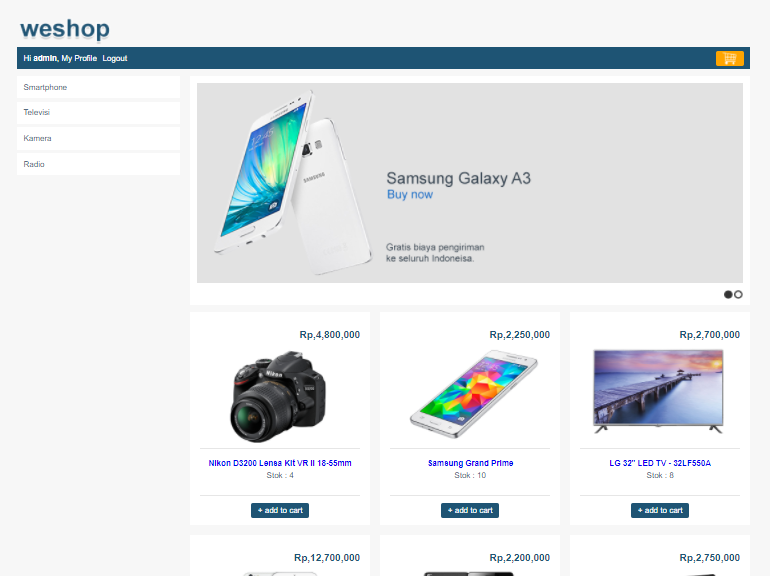 weshop
Hi admin, My Profile Logout
Smartphone
Televisi
Kamera
Radio
SAMSUNG
Samsung Galaxy A3
Buy now
Gratis biaya pengiriman
ke seluruh Indoneisa.
Rp,4,800,000
Rp,2,250,000
Rp,2,700,000
Nikon
Nikon D3200 Lensa Kit VR II 18-55mm
Samsung Grand Prime
LG 32" LED TV - 32LF550A
Stok : 4
Stok : 10
Stok : 8
+ add to cart
+ add to cart
+ add to cart
Rp,12,700,000
Rp,2,200,000
Rp,2,750,000